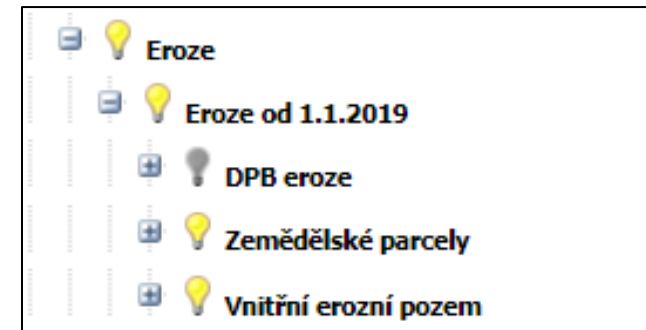 Eroze
Eroze od 1.1.2019
DPB eroze
Zemědělské parcely
Vnitřní erozní pozem